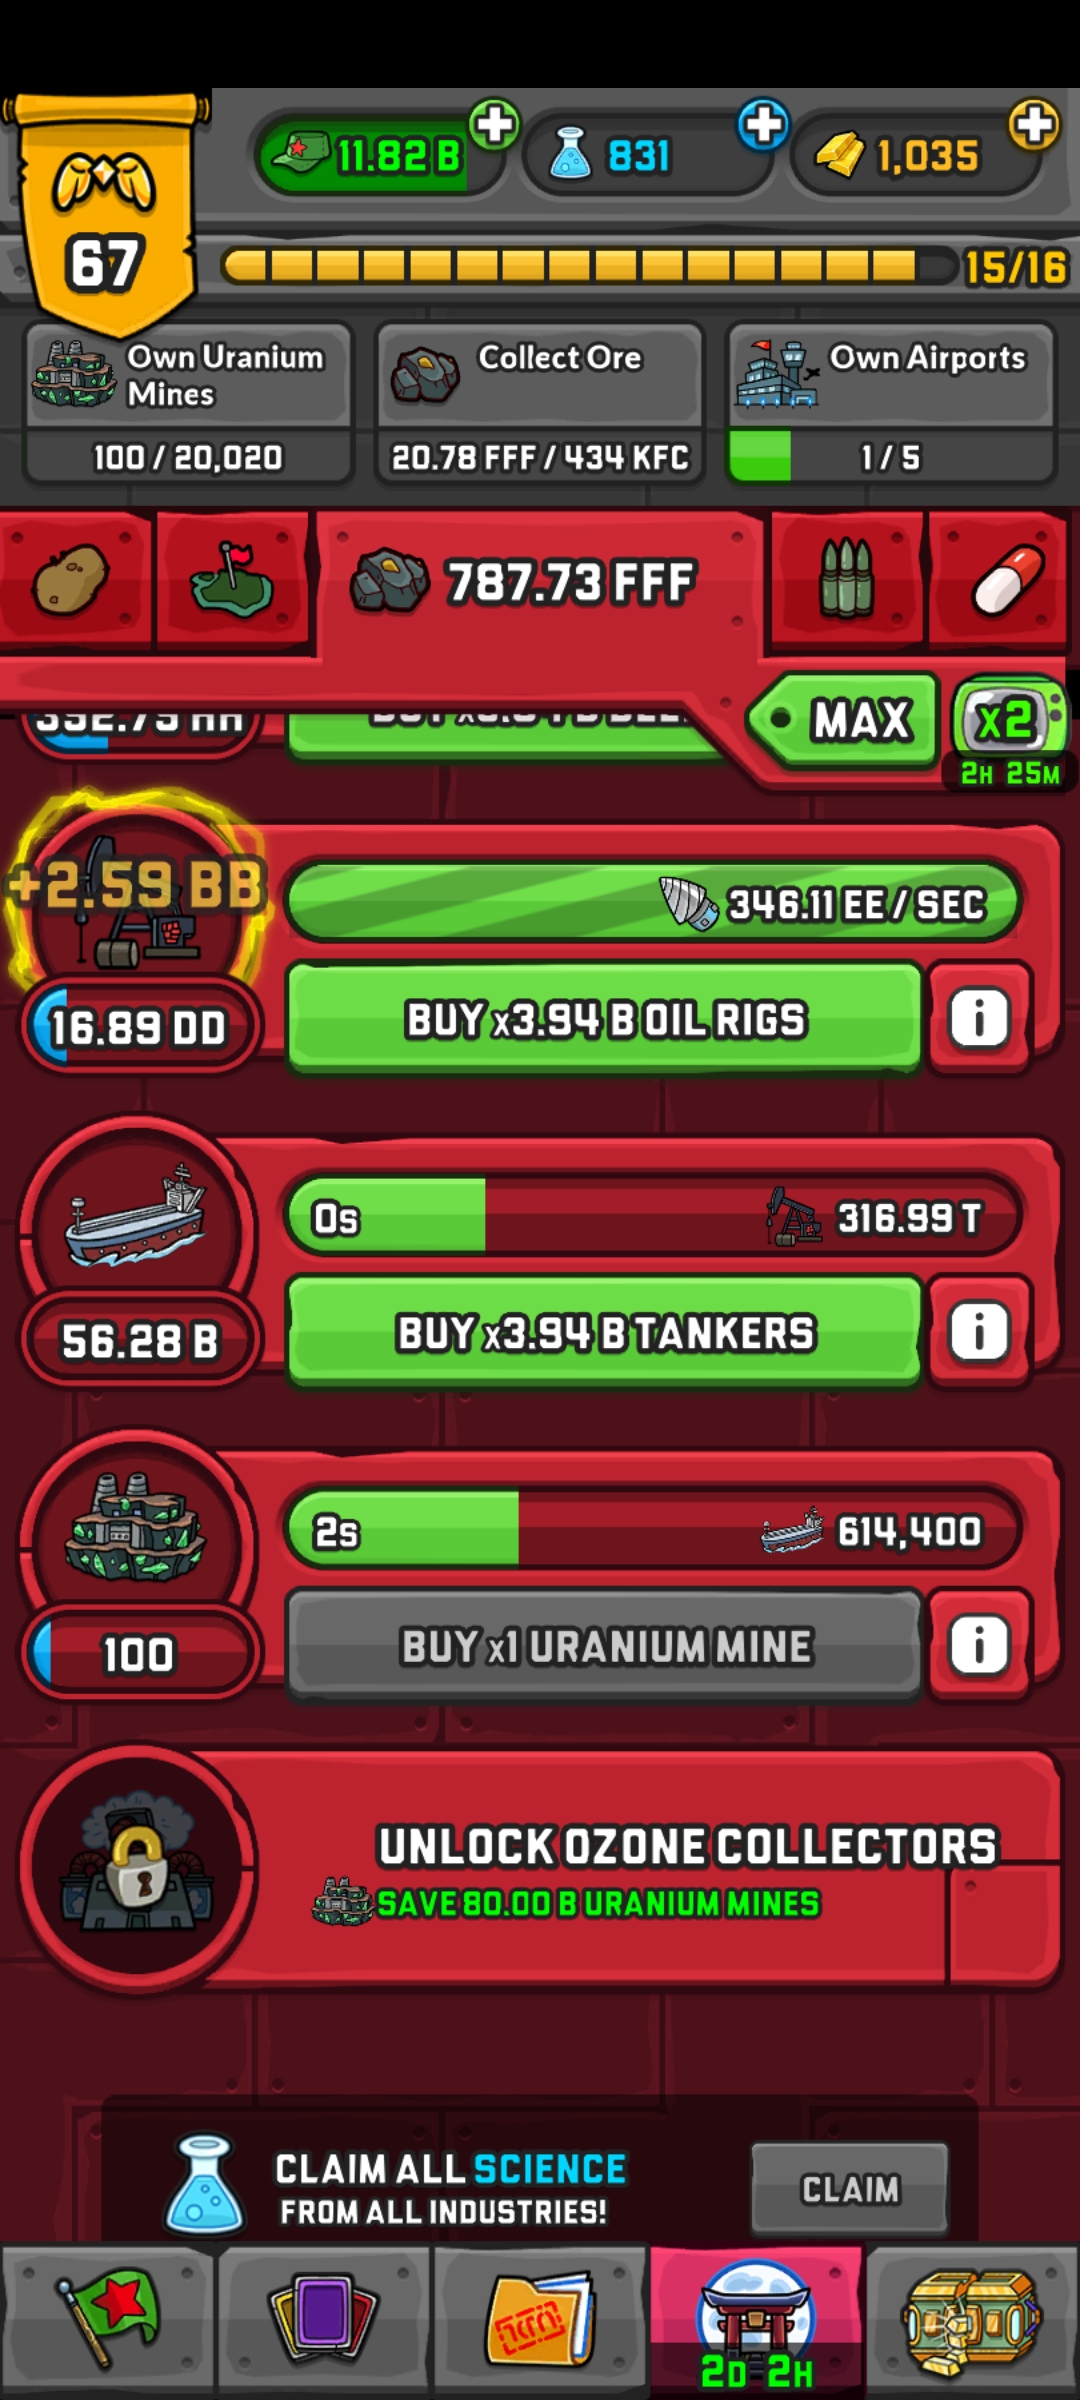 11.82 B
831
1,035
67
15/16
Own Uranium
Mines
100 / 20,020
Collect Ore
20.78 FFF / 434 KFC
Own Airports
1 / 5
787.73 FFF
MAX
x2
2H 25M
+2.59 BB
346.11 EE / SEC
16.89 DD
BUY x3.94 B OIL RIGS
0s
316.99 T
56.28 B
BUY x3.94 B TANKERS
2s
614,400
100
BUY x1 URANIUM MINE
UNLOCK OZONE COLLECTORS
SAVE 80.00 B URANIUM MINES
CLAIM ALL SCIENCE
FROM ALL INDUSTRIES!
CLAIM
2D 2H